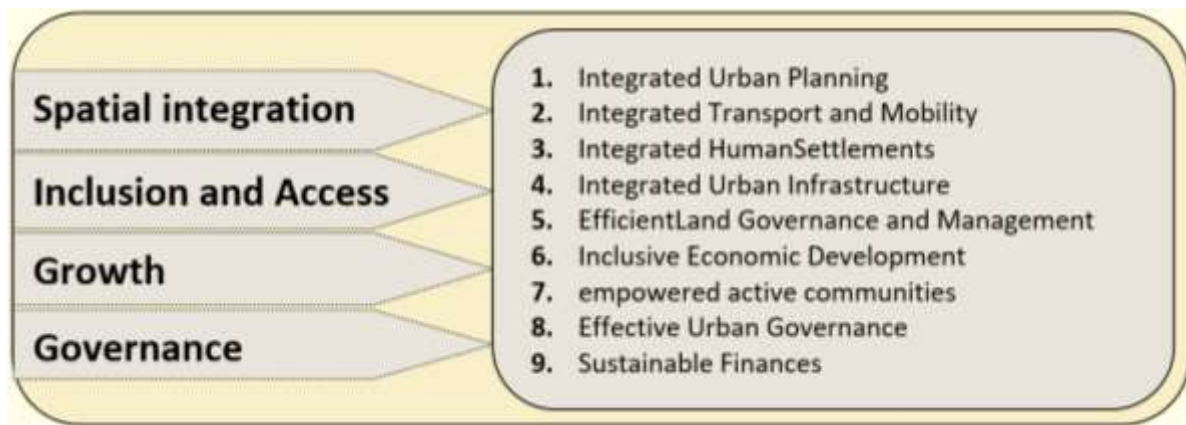 Spatial integration
Inclusion and Access
Growth
Governance
1. Integrated Urban Planning
2. Integrated Transport and Mobility
3. Integrated HumanSettlements
4. Integrated Urban Infrastructure
5. EfficientLand Governance and Management
6. Inclusive Economic Development
7. empowered active communities
8. Effective Urban Governance
9. Sustainable Finances